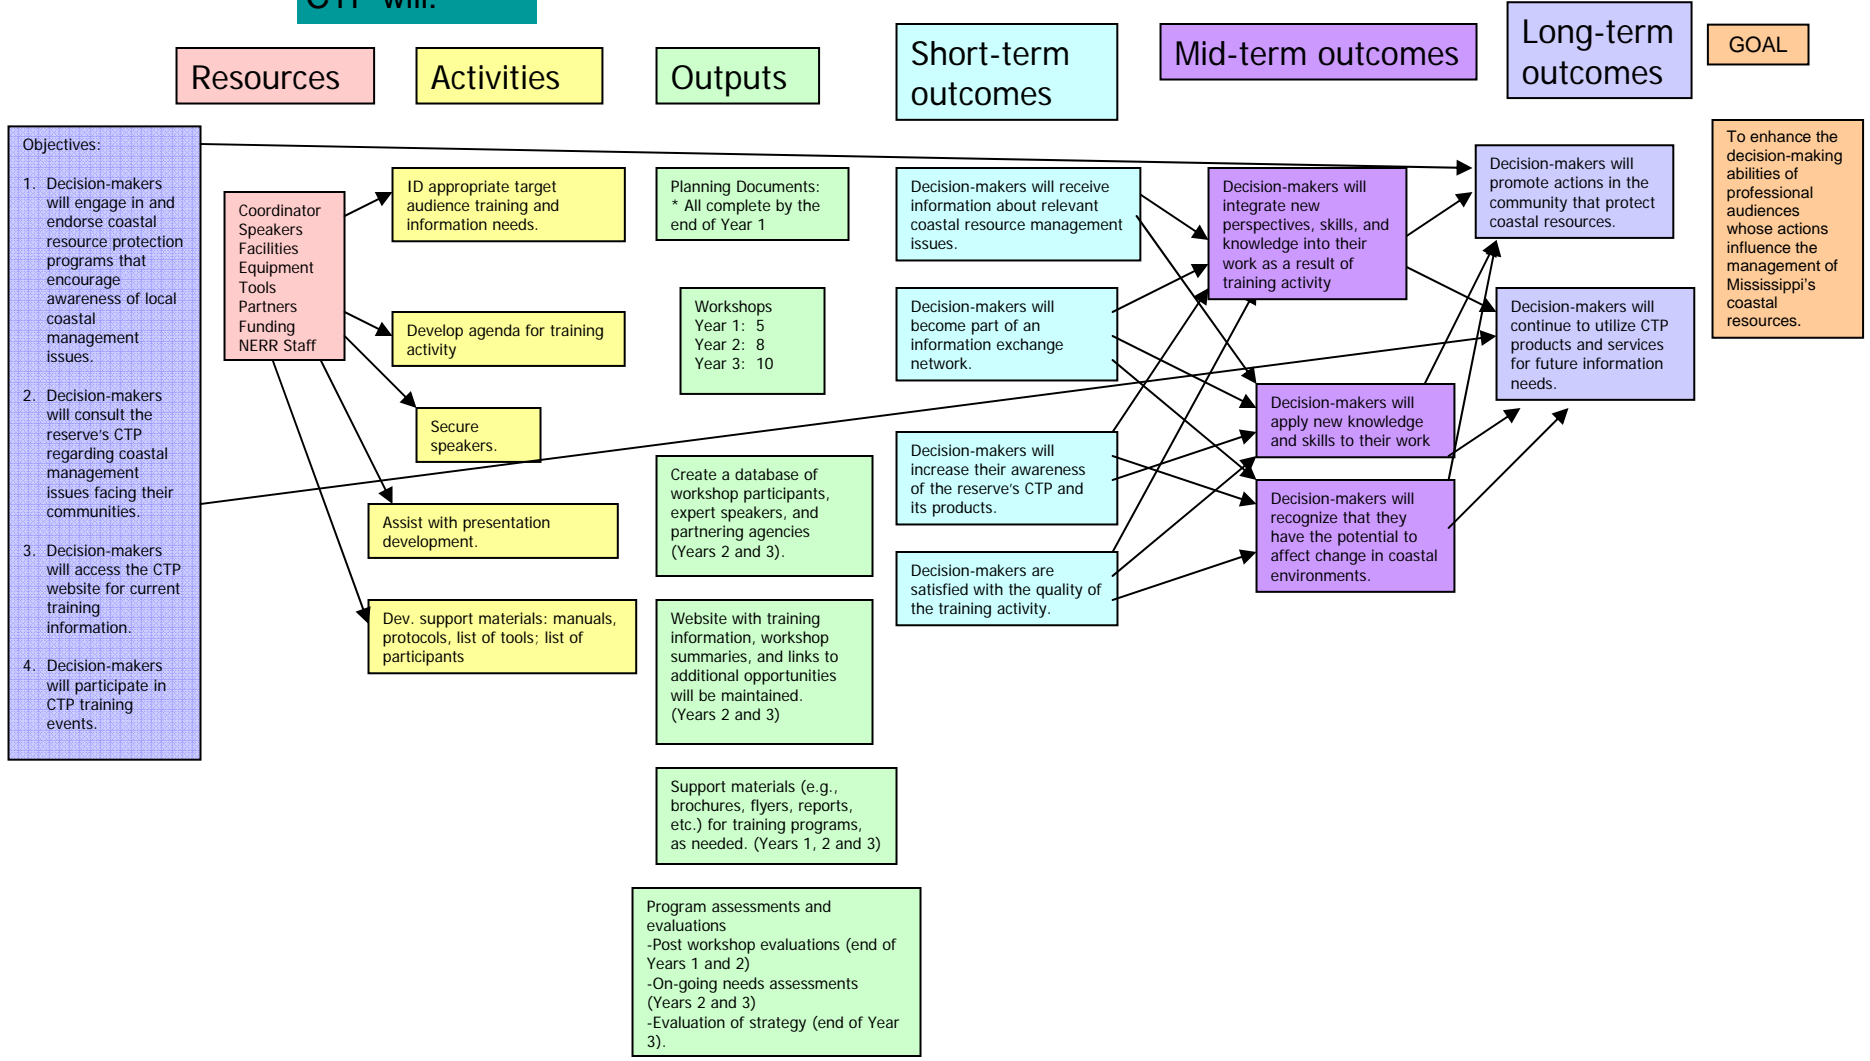 CTP will:
Resources
Activities
Outputs
Short-term
outcomes
Mid-term outcomes
Long-term
outcomes
GOAL
Objectives:
1. Decision-makers
will engage in and
endorse coastal
resource protection
programs that
encourage
awareness of local
coastal
management
issues.
2. Decision-makers
will consult the
reserve's CTP
regarding coastal
management
issues facing their
communities.
3. Decision-makers
will access the CTP
website for current
training
information.
4. Decision-makers
will participate in
CTP training
events.
Coordinator
Speakers
Facilities
Equipment
Tools
Partners
Funding
NERR Staff
ID appropriate target
audience training and
information needs.
Develop agenda for training
activity
Secure
speakers.
Assist with presentation
development.
Dev. support materials: manuals,
protocols, list of tools; list of
participants
Planning Documents:
* All complete by the
end of Year 1
Workshops
Year 1: 5
Year 2: 8
Year 3: 10
Create a database of
workshop participants,
expert speakers, and
partnering agencies
(Years 2 and 3).
Website with training
information, workshop
summaries, and links to
additional opportunities
will be maintained.
(Years 2 and 3)
Support materials (e.g.,
brochures, flyers, reports,
etc.) for training programs,
as needed. (Years 1, 2 and 3)
Program assessments and
evaluations
-Post workshop evaluations (end of
Years 1 and 2)
-On-going needs assessments
(Years 2 and 3)
-Evaluation of strategy (end of Year
3).
Decision-makers will receive
information about relevant
coastal resource management
issues.
Decision-makers will
become part of an
information exchange
network.
Decision-makers will
increase their awareness
of the reserve's CTP and
its products.
Decision-makers are
satisfied with the quality of
the training activity.
Decision-makers will
integrate new
perspectives, skills, and
knowledge into their
work as a result of
training activity
Decision-makers will
apply new knowledge
and skills to their work
Decision-makers will
recognize that they
have the potential to
affect change in coastal
environments.
Decision-makers will
promote actions in the
community that protect
coastal resources.
Decision-makers will
continue to utilize CTP
products and services
for future information
needs.
To enhance the
decision-making
abilities of
professional
audiences
whose actions
influence the
management of
Mississippi's
coastal
resources.